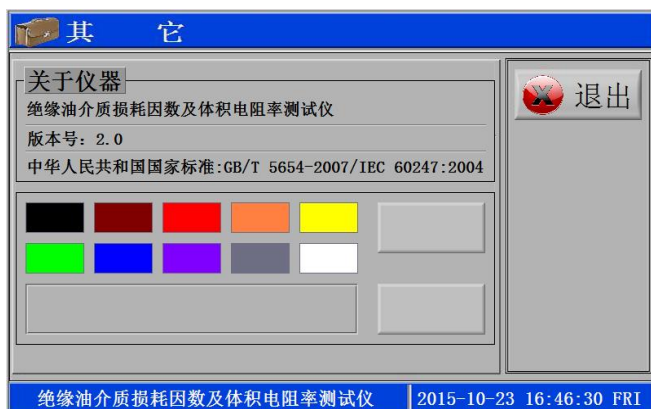 其 它
关于仪器
绝缘油介质损耗因数及体积电阻率测试仪
版本号: 2.0
中华人民共和国国家标准:GB/T 5654-2007/IEC 60247:2004
退出
绝缘油介质损耗因数及体积电阻率测试仪
2015-10-23 16:46:30 FRI